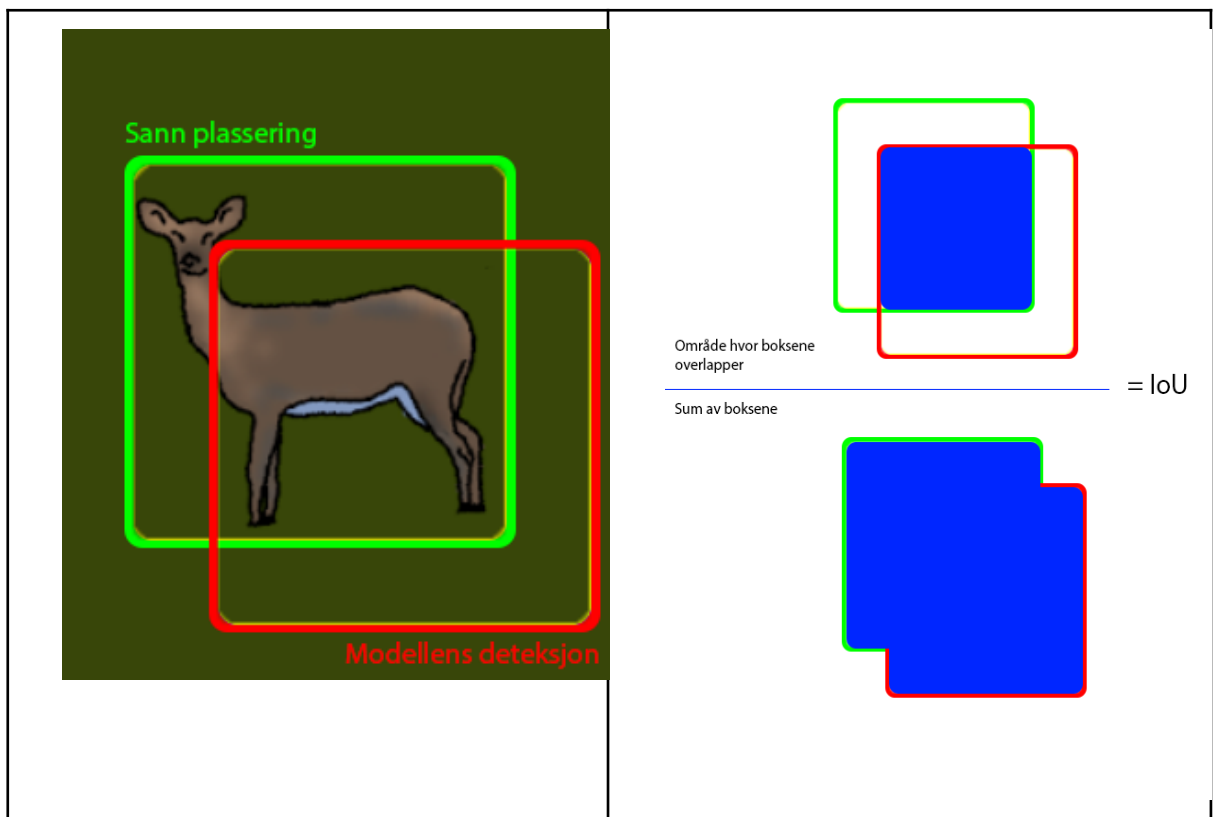 Sann plassering
Modellens deteksjon
Område hvor boksene
overlapper
Sum av boksene
= IoU